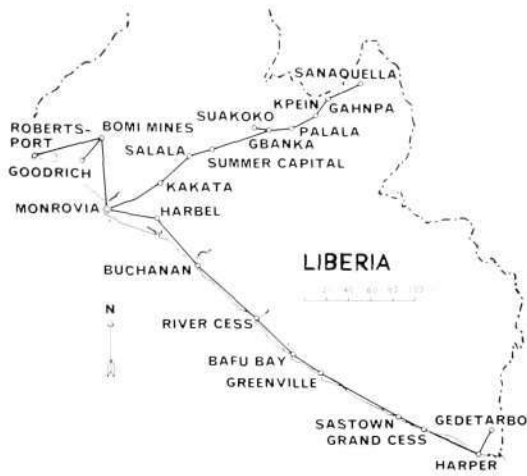 SANAQUELLA
KPEIN
GAHNPA
SUAKOKO
PALALA
ROBERTS-
PORT
BOMI MINES
GBANKA
SALALA
SUMMER CAPITAL
GOODRICH
KAKATA
MONROVIA
HARBEL
LIBERIA
BUCHANAN
N
RIVER CESS
BAFU BAY
GREENVILLE
SASTOWN
GEDETARBO
GRAND CESS
HARPER